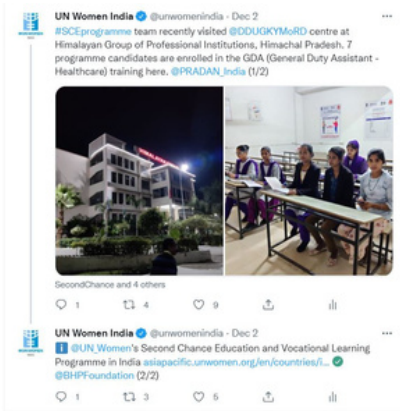 UN Women India @unwomenindia · Dec 2
#SCEprogramme team recently visited @DDUGKYMoRD centre at
Himalayan Group of Professional Institutions, Himachal Pradesh. 7
programme candidates are enrolled in the GDA (General Duty Assistant -
Healthcare) training here. @PRADAN_India (1/2)
SecondChance and 4 others
1 4 9
UN Women India @unwomenindia · Dec 2
@UN_Women's Second Chance Education and Vocational Learning
Programme in India asiapacific.unwomen.org/en/countries/i...
@BHPFoundation (2/2)
1 3 5